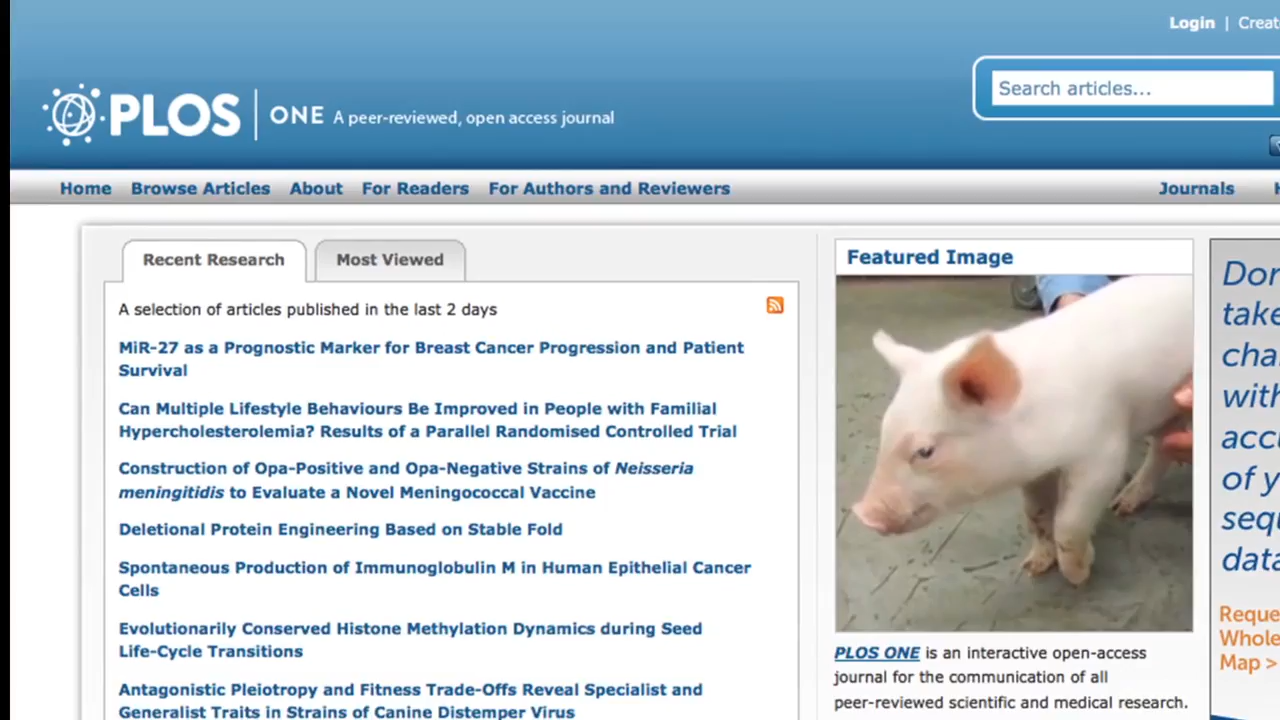 Login | Create
Search articles...
PLOS ONE A peer-reviewed, open access journal
Home Browse Articles About For Readers For Authors and Reviewers Journals
Recent Research Most Viewed
A selection of articles published in the last 2 days
MiR-27 as a Prognostic Marker for Breast Cancer Progression and Patient
Survival
Can Multiple Lifestyle Behaviours Be Improved in People with Familial
Hypercholesterolemia? Results of a Parallel Randomised Controlled Trial
Construction of Opa-Positive and Opa-Negative Strains of Neisseria
meningitidis to Evaluate a Novel Meningococcal Vaccine
Deletional Protein Engineering Based on Stable Fold
Spontaneous Production of Immunoglobulin M in Human Epithelial Cancer
Cells
Evolutionarily Conserved Histone Methylation Dynamics during Seed
Life-Cycle Transitions
Antagonistic Pleiotropy and Fitness Trade-Offs Reveal Specialist and
Generalist Traits in Strains of Canine Distemper Virus
Featured Image
PLOS ONE is an interactive open-access
journal for the communication of all
peer-reviewed scientific and medical research.
take
with
of y
data
Whole
Map >